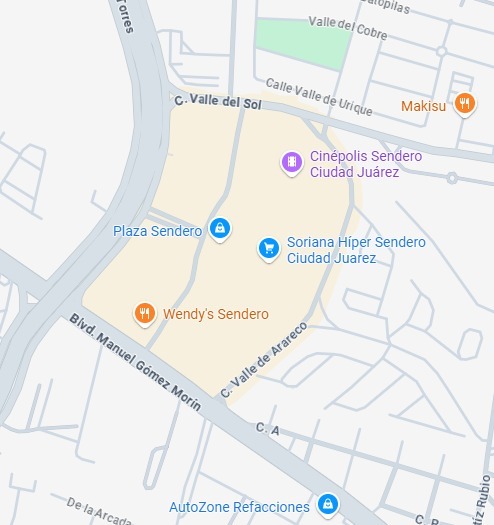 Torres
Valle del Cobre
Calle Valle de Urique
Makisu
C. Valle del Sol
Cinépolis Sendero
Ciudad Juárez
Plaza Sendero
Soriana Híper Sendero
Ciudad Juarez
Wendy's Sendero
Blvd. Manuel Gómez Morín
C. Valle de Arareco
C. A
AutoZone Refacciones
De la Arcada